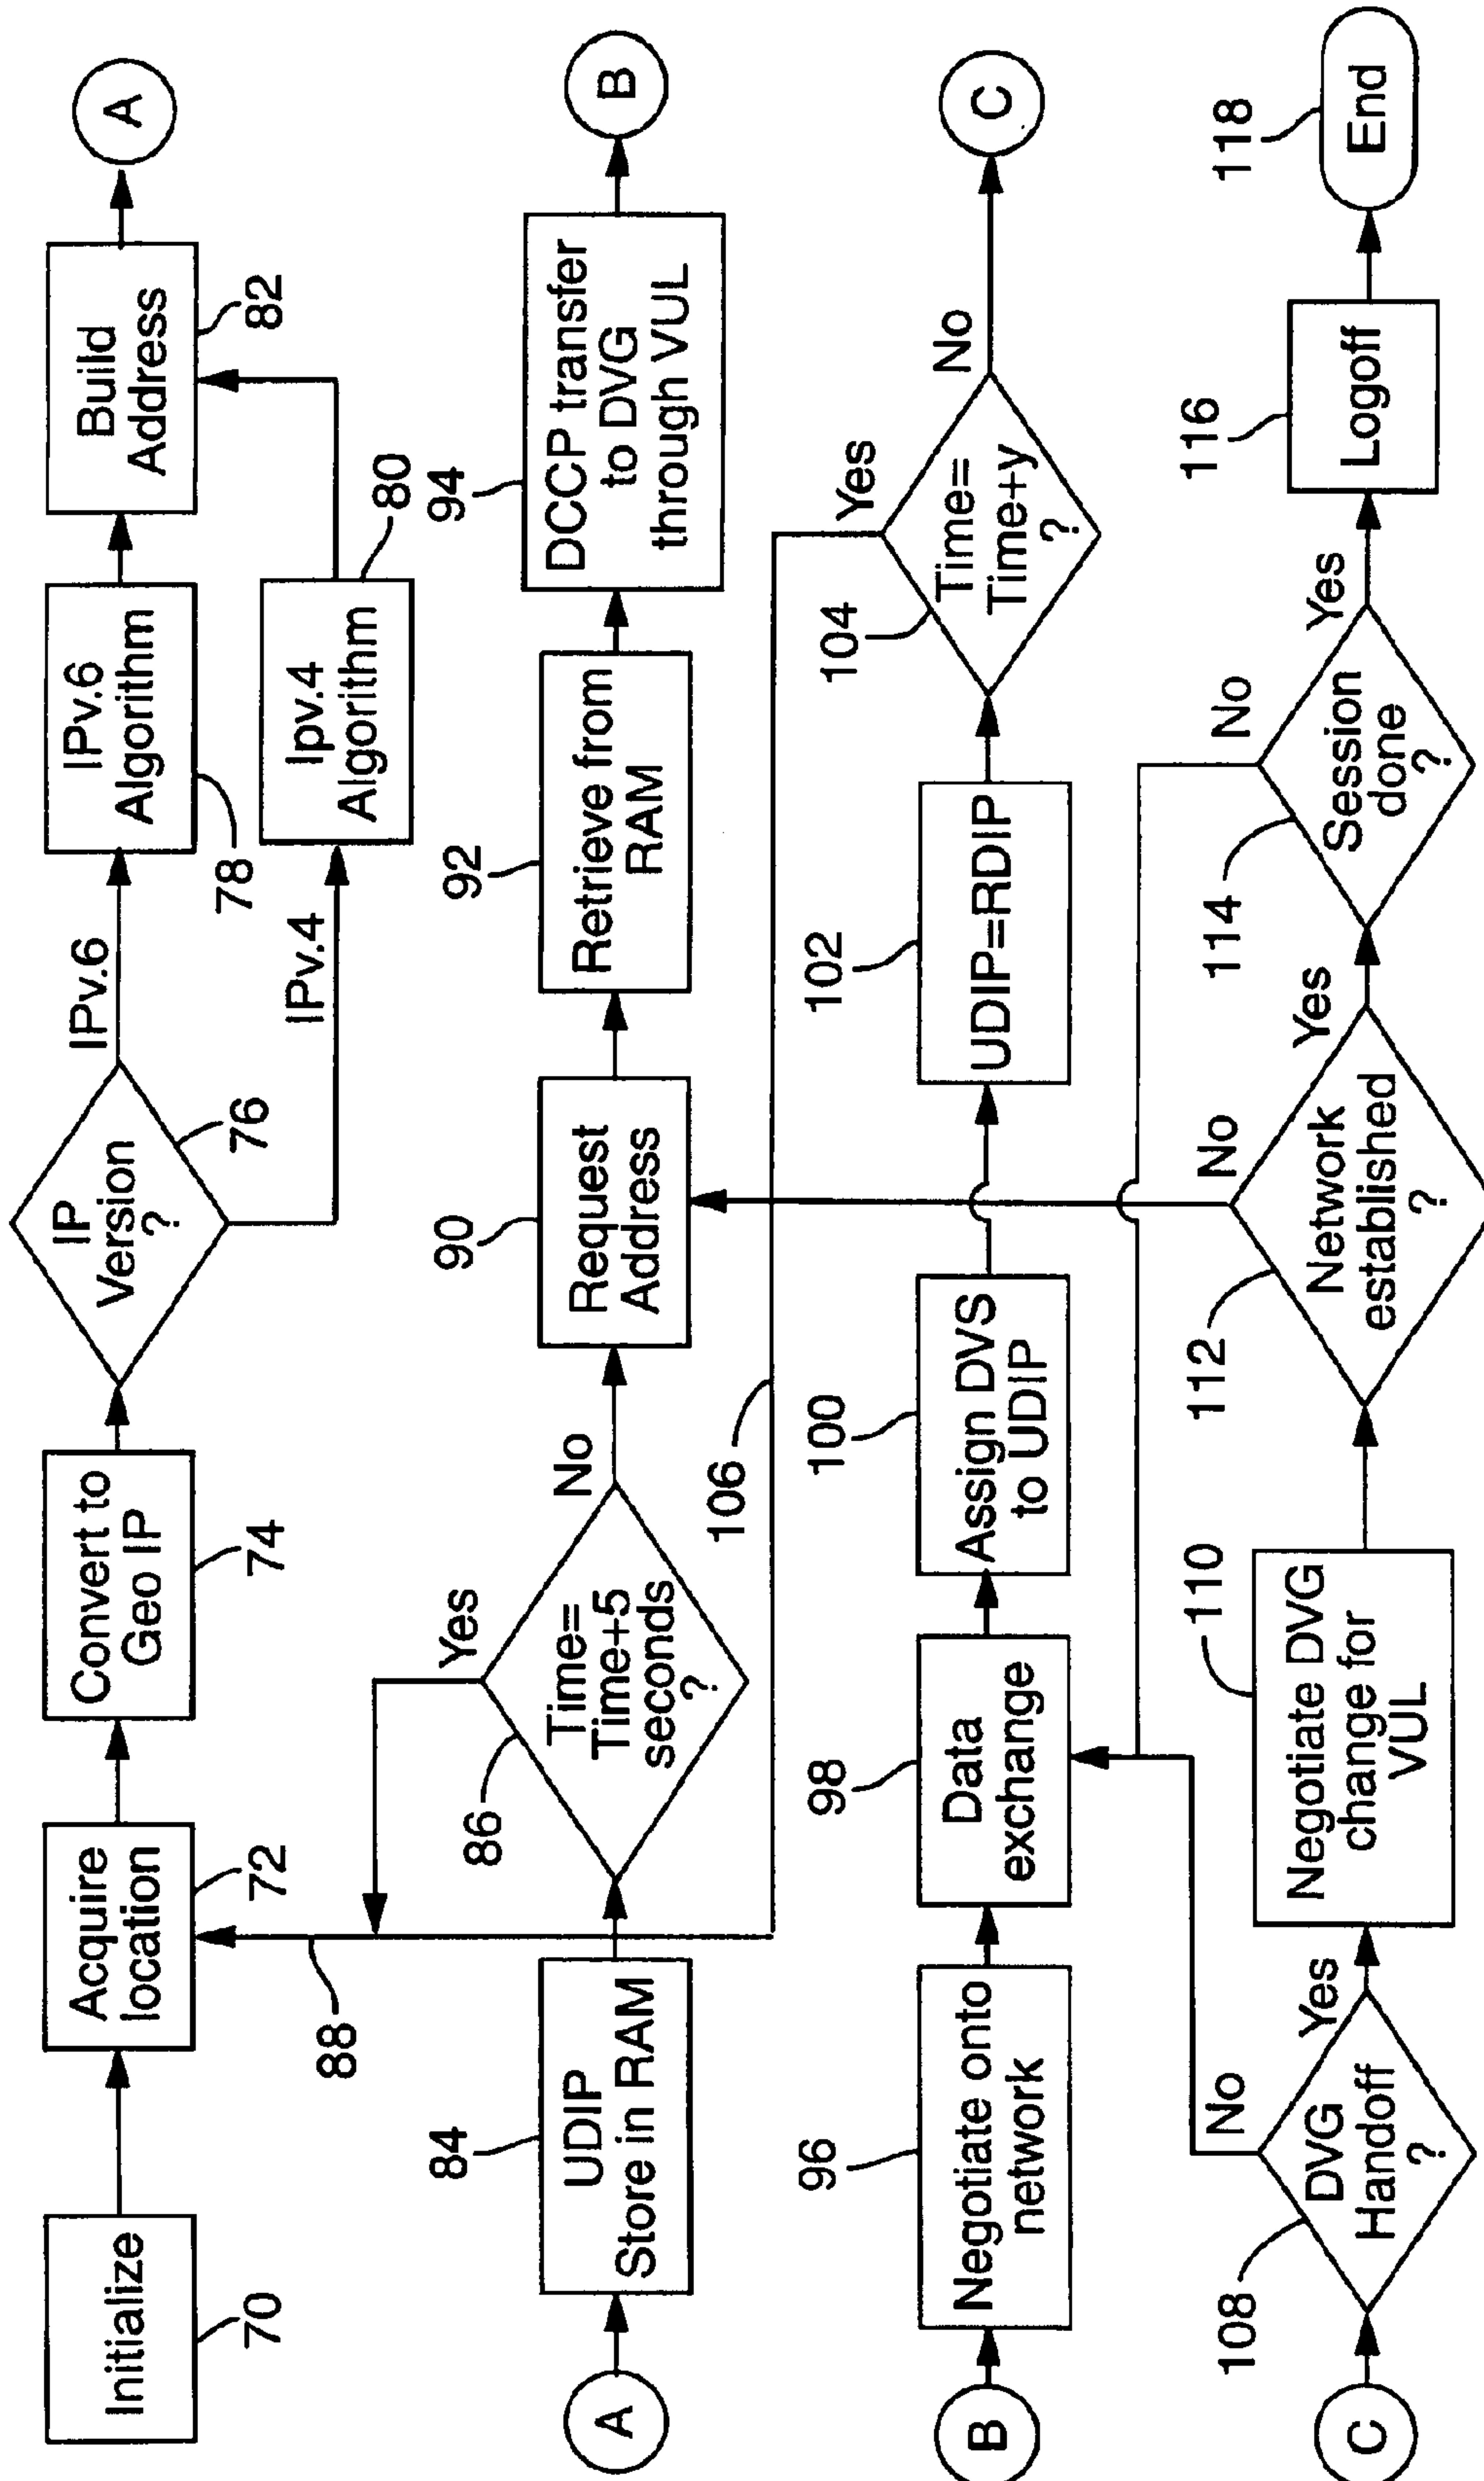 Initialize
70
Acquire
location
72
Convert to
Geo IP
74
IP
Version
?
76
IPv.6
IPv.4
IPv.6
Algorithm
78
Ipv.4
Algorithm
80
Build
Address
82
A
88
A
UDIP
Store in RAM
84
Time=
Time+5
seconds
?
86
Yes
No
Request
Address
90
Retrieve from
RAM
92
DCCP transfer
to DVG
through VUL
94
B
106
B
Negotiate onto
network
96
Data
exchange
98
Assign DVS
to UDIP
100
UDIP=RDIP
102
Time=
Time+y
?
104
Yes
No
C
C
DVG
Handoff
?
108
No
Yes
Negotiate DVG
change for
VUL
110
Network
established
?
112
No
Yes
Session
done
?
114
No
Yes
Logoff
116
End
118